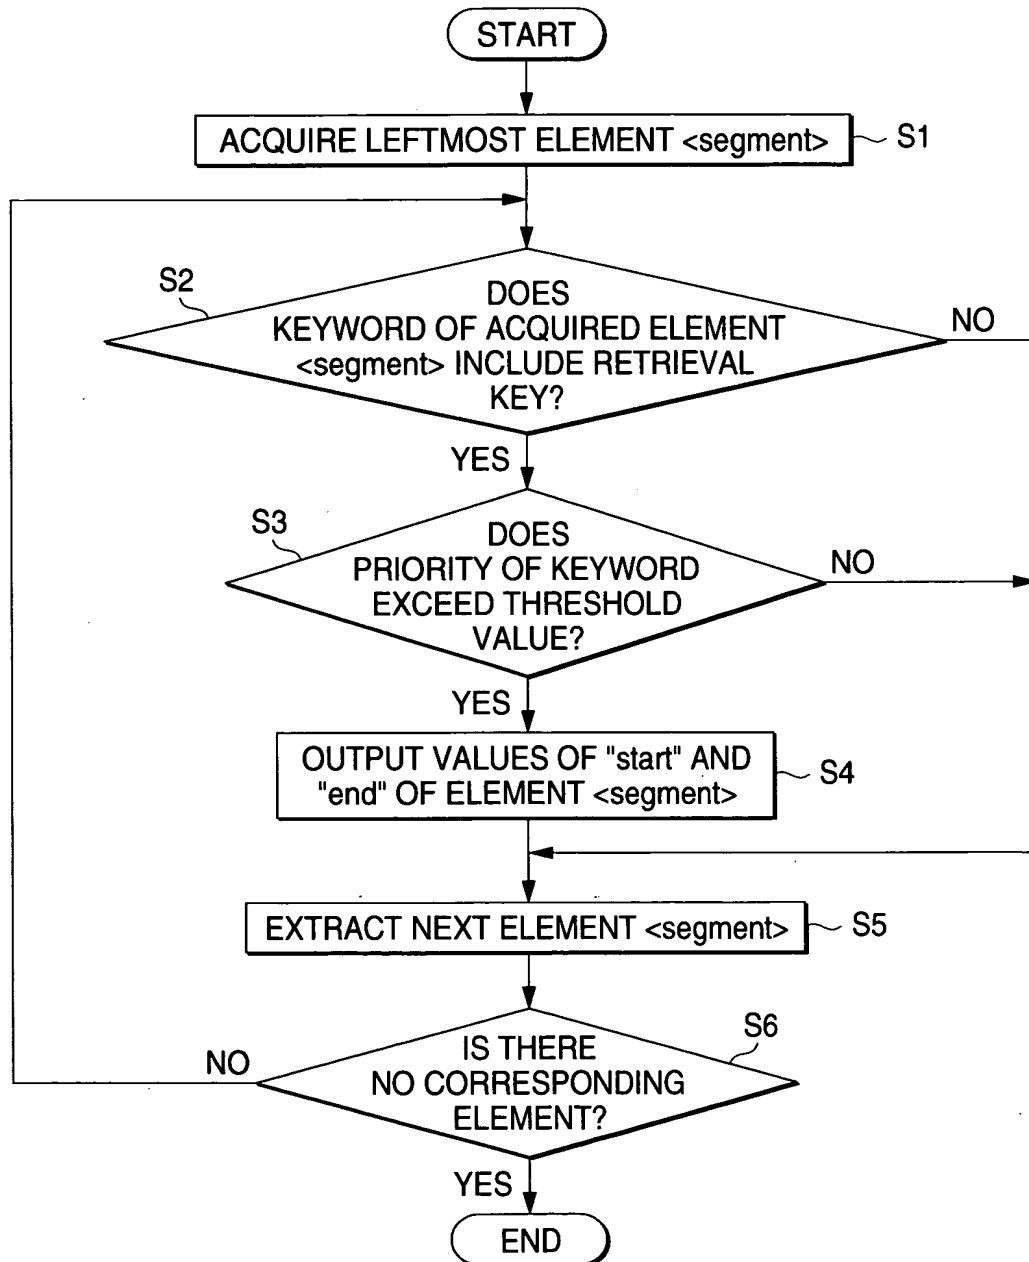 START
ACQUIRE LEFTMOST ELEMENT <segment>
S1
S2
DOES
KEYWORD OF ACQUIRED ELEMENT
<segment> INCLUDE RETRIEVAL
KEY?
NO
YES
S3
DOES
PRIORITY OF KEYWORD
EXCEED THRESHOLD
VALUE?
NO
YES
OUTPUT VALUES OF "start" AND
"end" OF ELEMENT <segment>
S4
EXTRACT NEXT ELEMENT <segment>
S5
S6
IS THERE
NO CORRESPONDING
ELEMENT?
NO
YES
END